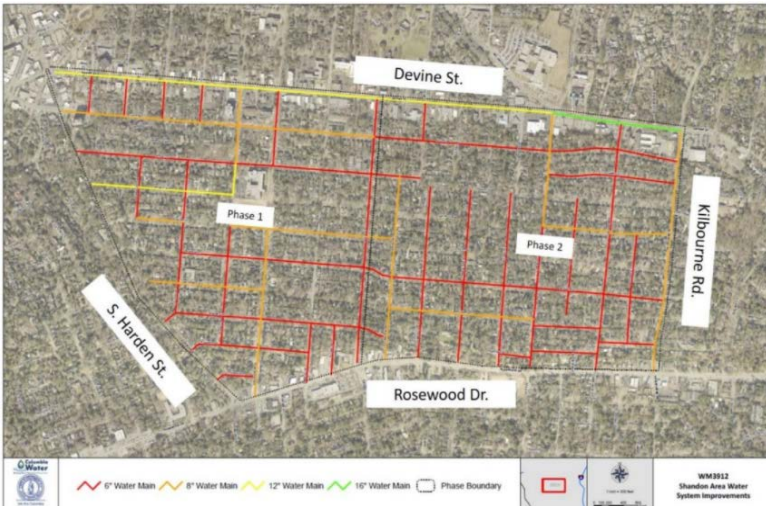 Devine St.
Kilbourne Rd.
Phase 1
Phase 2
S. Harden St.
Rosewood Dr.
Columbia
Water
6" Water Main
8" Water Main
12" Water Main
16" Water Main
Phase Boundary
WM3912
Shandon Area Water
System Improvements